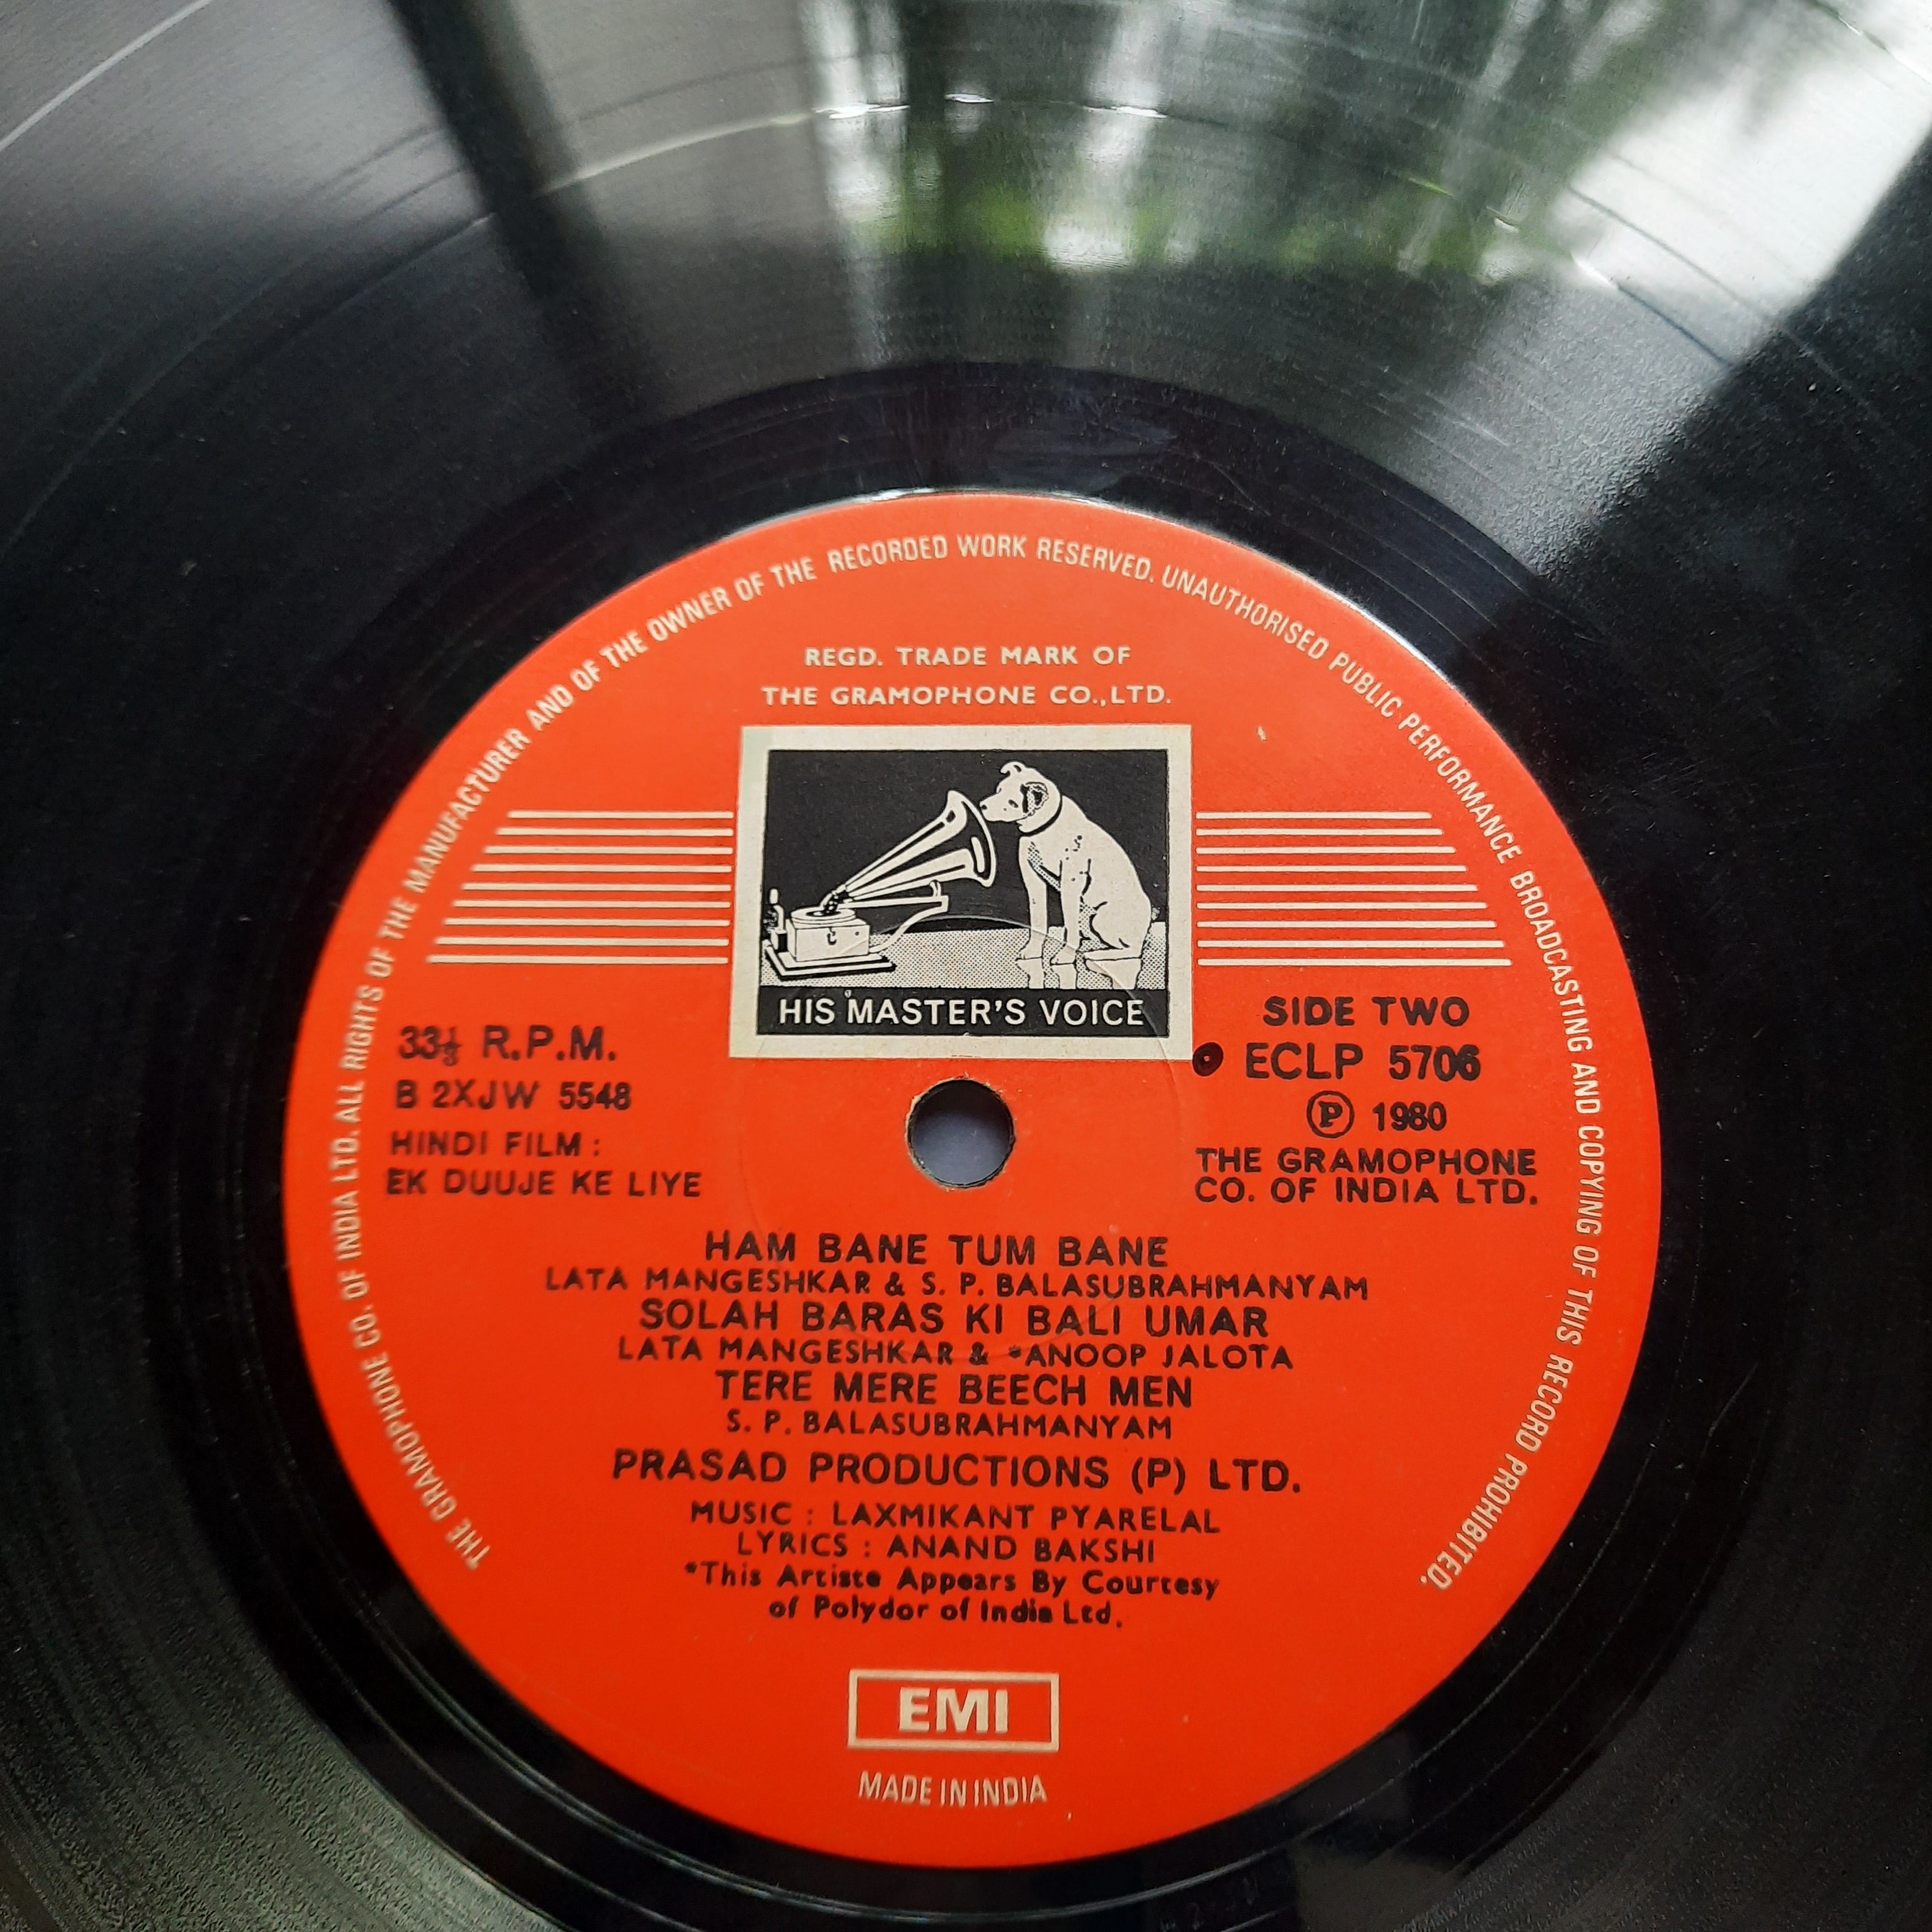 THE GRAMOPHONE CO. OF INDIA LTD. ALL RIGHTS OF THE MANUFACTURER AND OF THE OWNER OF THE RECORDED WORK RESERVED. UNAUTHORISED PUBLIC PERFORMANCE BROADCASTING AND COPYING OF THIS RECORD PROHIBITED.
REGD. TRADE MARK OF
THE GRAMOPHONE CO.,LTD.
HIS MASTER'S VOICE
33⅓ R.P.M.
B 2XJW 5548
HINDI FILM :
EK DUUJE KE LIYE
SIDE TWO
ECLP 5706
Ⓟ 1980
THE GRAMOPHONE
CO. OF INDIA LTD.
HAM BANE TUM BANE
LATA MANGESHKAR & S. P. BALASUBRAHMANYAM
SOLAH BARAS KI BALI UMAR
LATA MANGESHKAR & *ANOOP JALOTA
TERE MERE BEECH MEN
S. P. BALASUBRAHMANYAM
PRASAD PRODUCTIONS (P) LTD.
MUSIC : LAXMIKANT PYARELAL
LYRICS : ANAND BAKSHI
*This Artiste Appears By Courtesy
of Polydor of India Ltd.
EMI
MADE IN INDIA